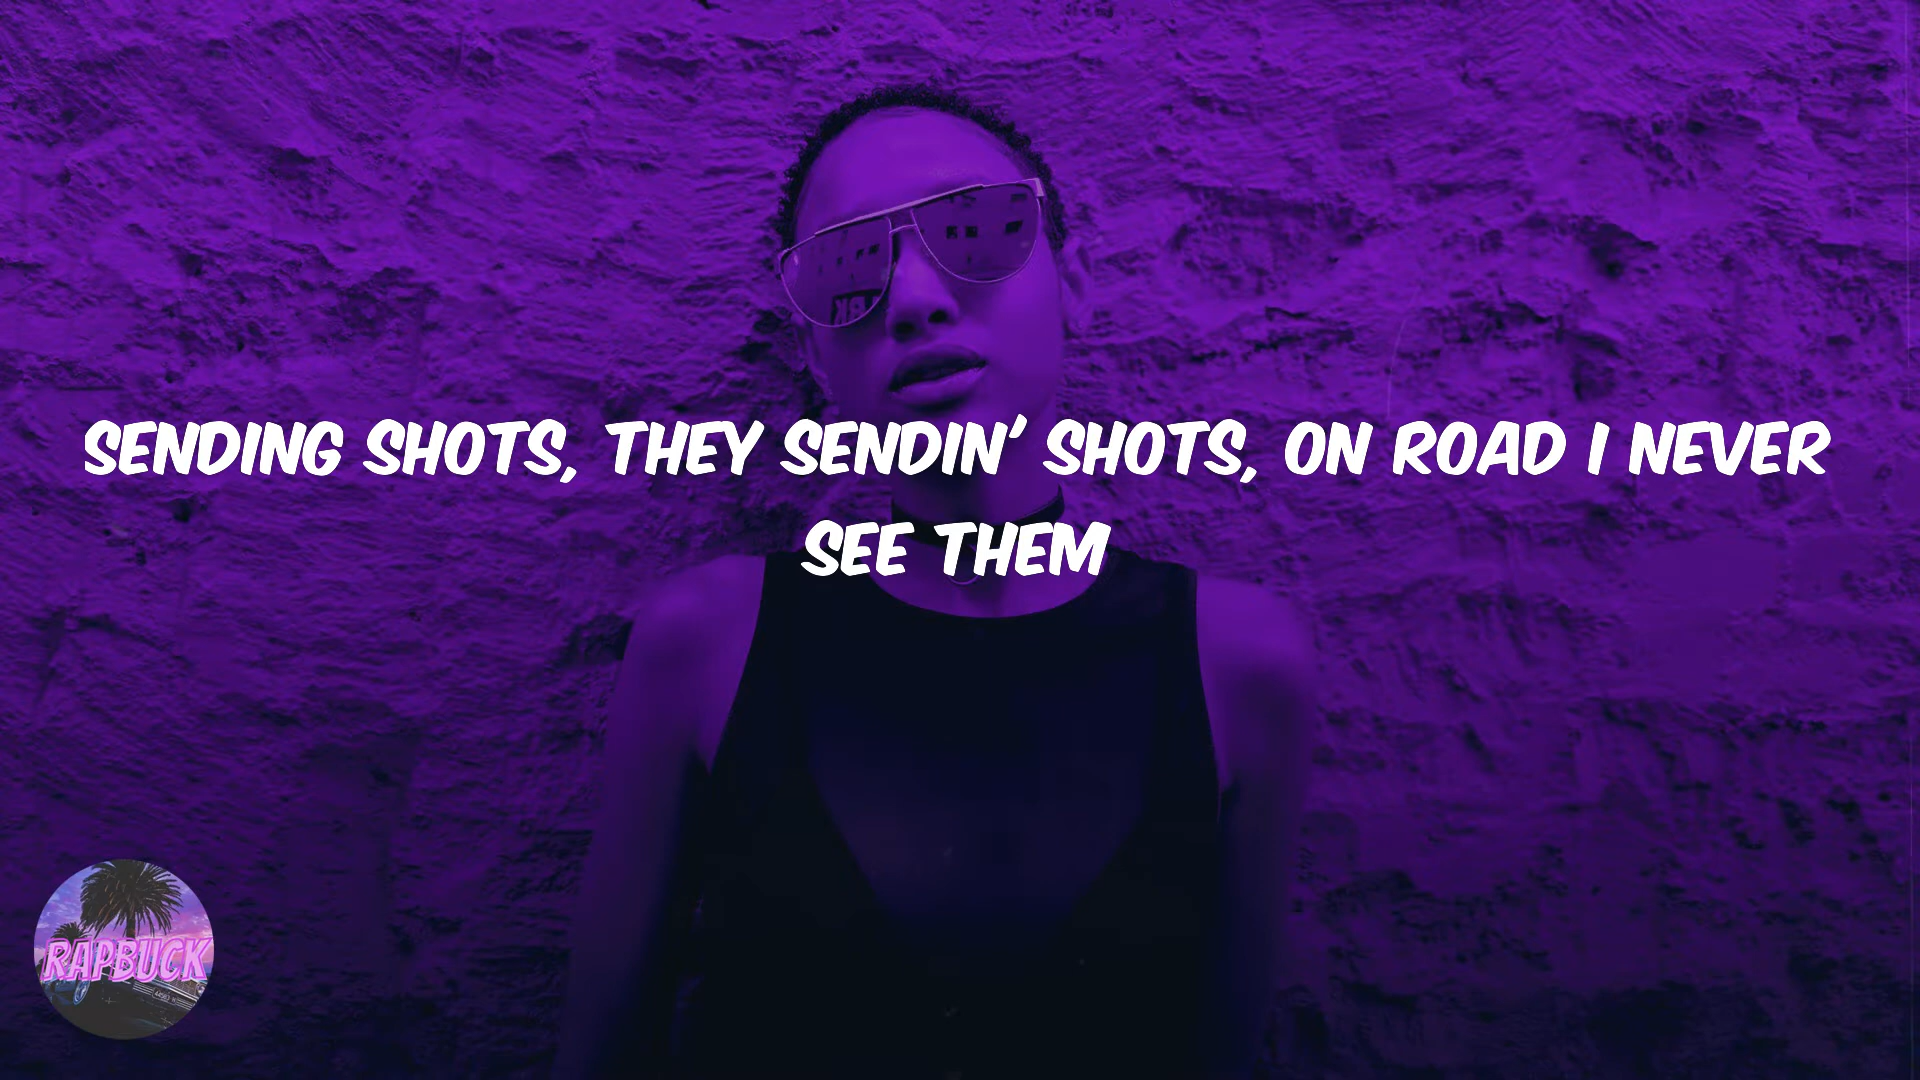 SENDING SHOTS, THEY SENDIN' SHOTS, ON ROAD I NEVER
SEE THEM
RAPBUCK